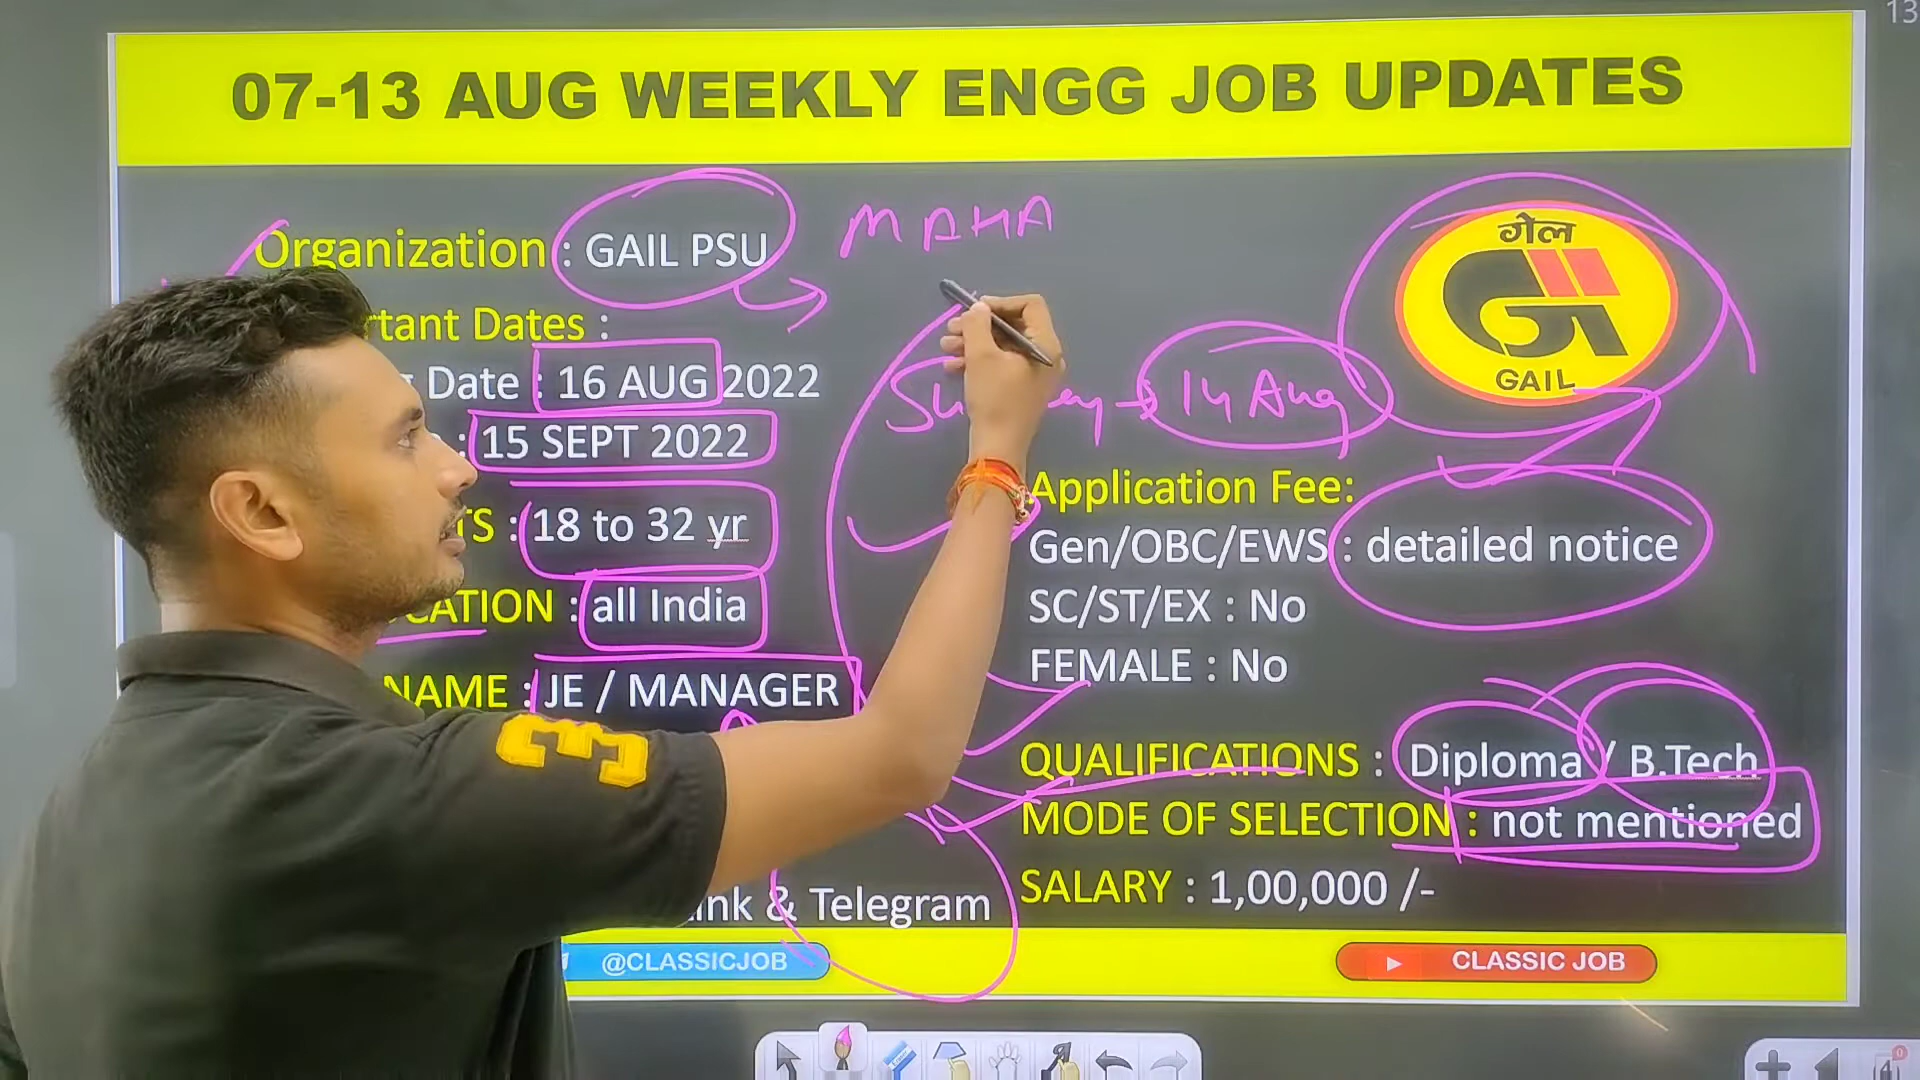 13
07-13 AUG WEEKLY ENGG JOB UPDATES
Organization : GAIL PSU
MAHA
गेल
GAIL
tant Dates :
Date : 16 AUG 2022
14 Aug
: 15 SEPT 2022
TS : 18 to 32 yr
CATION : all India
NAME : JE / MANAGER
Application Fee:
Gen/OBC/EWS : detailed notice
SC/ST/EX : No
FEMALE : No
QUALIFICATIONS : Diploma / B.Tech
MODE OF SELECTION : not mentioned
SALARY : 1,00,000 /-
ink & Telegram
@CLASSICJOB
CLASSIC JOB